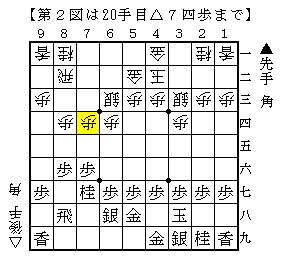 【第２図は20手目△７四歩まで】
９ ８ ７ ６ ５ ４ ３ ２ １
香 桂 金 桂 香 一
飛 金 王 二
歩 銀 歩 歩 銀 歩 歩 三
歩 歩 歩 歩 四
五
歩 歩 六
歩 桂 歩 歩 歩 歩 歩 歩 七
飛 銀 金 玉 八
香 金 銀 桂 香 九
▲先手 角
△後手 角